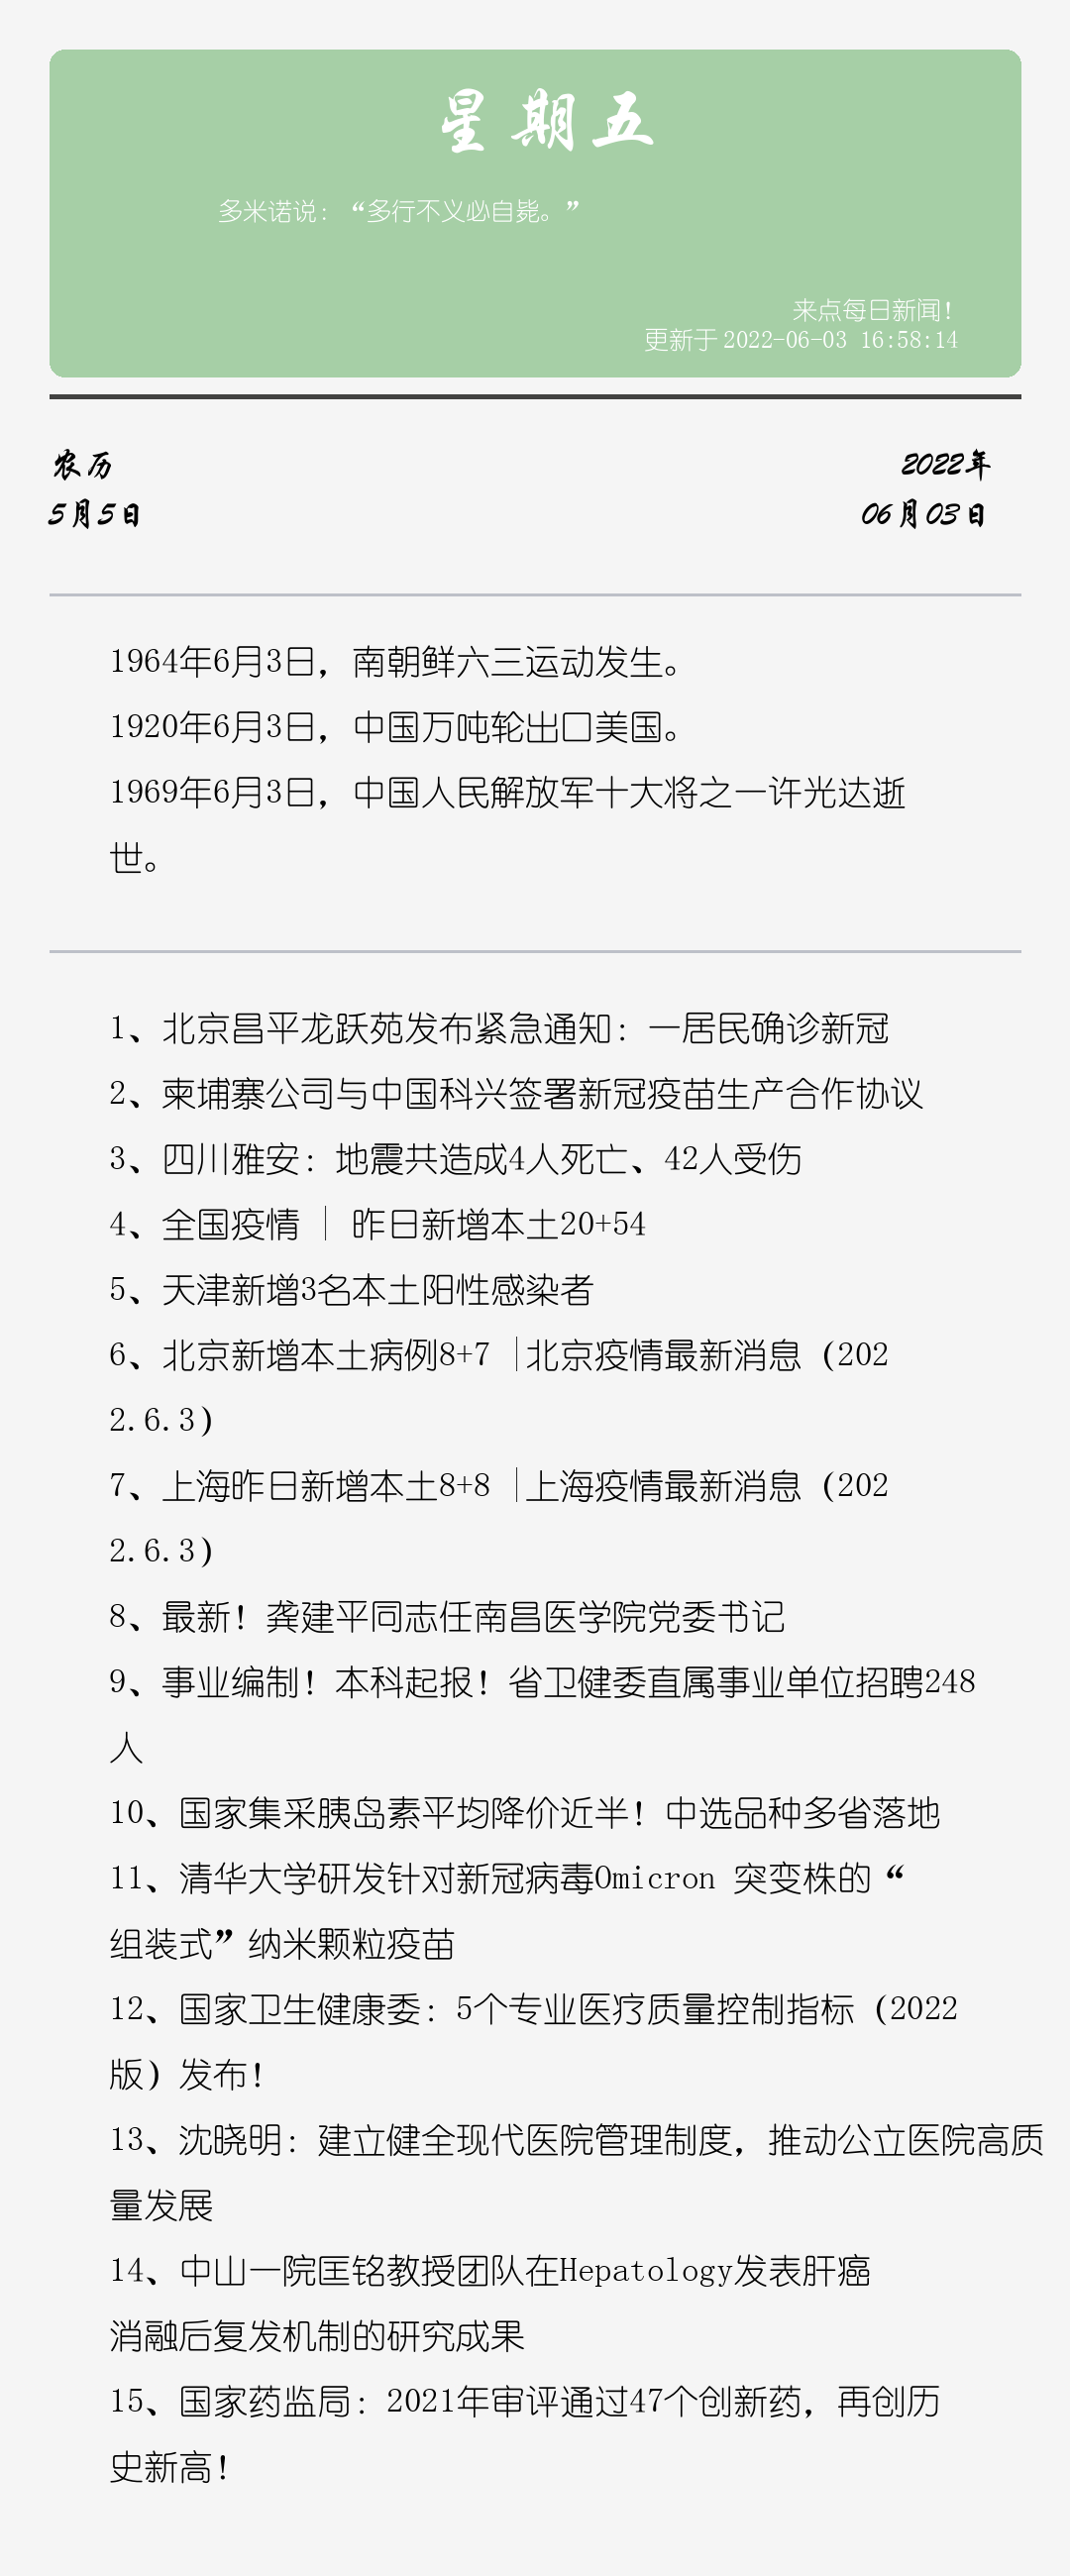 星期五
多米诺说：“多行不义必自毙。”
来点每日新闻！
更新于2022-06-03 16:58:14
农历
2022年
5月5日
06月03日
1964年6月3日，南朝鲜六三运动发生。
1920年6月3日，中国万吨轮出口美国。
1969年6月3日，中国人民解放军十大将之一许光达逝
世。
1、北京昌平龙跃苑发布紧急通知：一居民确诊新冠
2、柬埔寨公司与中国科兴签署新冠疫苗生产合作协议
3、四川雅安：地震共造成4人死亡、42人受伤
4、全国疫情 | 昨日新增本土20+54
5、天津新增3名本土阳性感染者
6、北京新增本土病例8+7 |北京疫情最新消息（202
2.6.3）
7、上海昨日新增本土8+8 |上海疫情最新消息（202
2.6.3）
8、最新！龚建平同志任南昌医学院党委书记
9、事业编制！本科起报！省卫健委直属事业单位招聘248
人
10、国家集采胰岛素平均降价近半！中选品种多省落地
11、清华大学研发针对新冠病毒Omicron 突变株的“
组装式”纳米颗粒疫苗
12、国家卫生健康委：5个专业医疗质量控制指标（2022
版）发布！
13、沈晓明：建立健全现代医院管理制度，推动公立医院高质
量发展
14、中山一院匡铭教授团队在Hepatology发表肝癌
消融后复发机制的研究成果
15、国家药监局：2021年审评通过47个创新药，再创历
史新高！